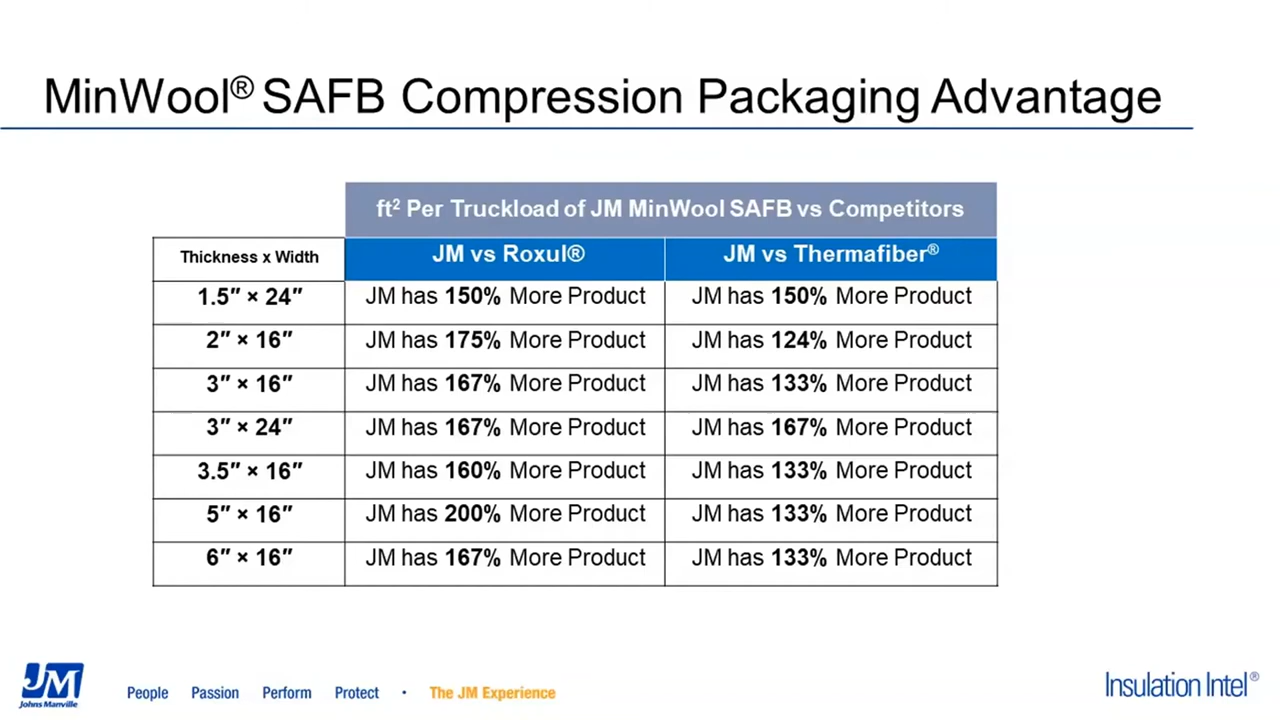 MinWool® SAFB Compression Packaging Advantage
ft² Per Truckload of JM MinWool SAFB vs Competitors
Thickness x Width JM vs Roxul® JM vs Thermafiber®
1.5″ × 24″ JM has 150% More Product JM has 150% More Product
2″ × 16″ JM has 175% More Product JM has 124% More Product
3″ × 16″ JM has 167% More Product JM has 133% More Product
3″ × 24″ JM has 167% More Product JM has 167% More Product
3.5″ × 16″ JM has 160% More Product JM has 133% More Product
5″ × 16″ JM has 200% More Product JM has 133% More Product
6″ × 16″ JM has 167% More Product JM has 133% More Product
JM
Johns Manville
People Passion Perform Protect • The JM Experience
Insulation Intel®